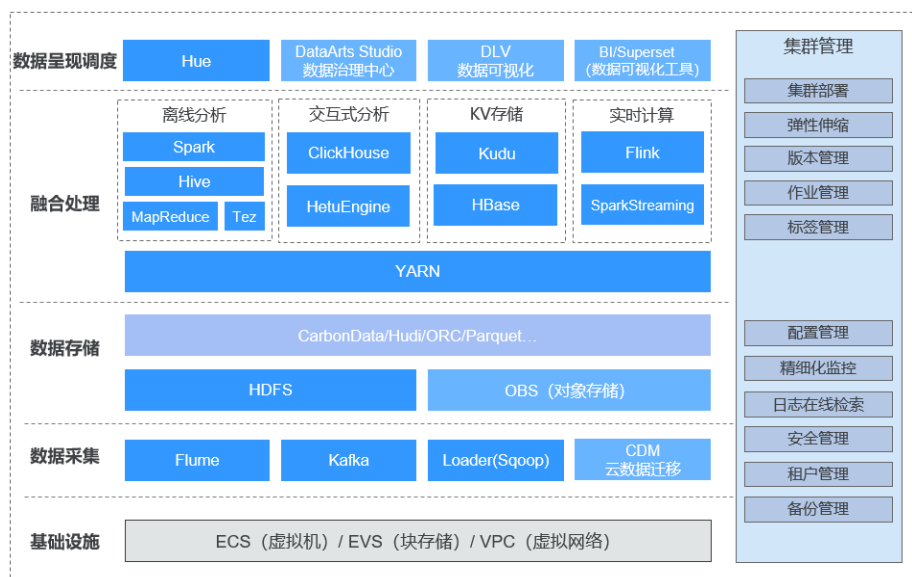 数据呈现调度
Hue
DataArts Studio
数据治理中心
DLV
数据可视化
BI/Superset
(数据可视化工具)
融合处理
离线分析
Spark
Hive
MapReduce
Tez
交互式分析
ClickHouse
HetuEngine
KV存储
Kudu
HBase
实时计算
Flink
SparkStreaming
YARN
数据存储
CarbonData/Hudi/ORC/Parquet...
HDFS
OBS（对象存储）
数据采集
Flume
Kafka
Loader(Sqoop)
CDM
云数据迁移
基础设施
ECS（虚拟机）/ EVS（块存储）/ VPC（虚拟网络）
集群管理
集群部署
弹性伸缩
版本管理
作业管理
标签管理
配置管理
精细化监控
日志在线检索
安全管理
租户管理
备份管理